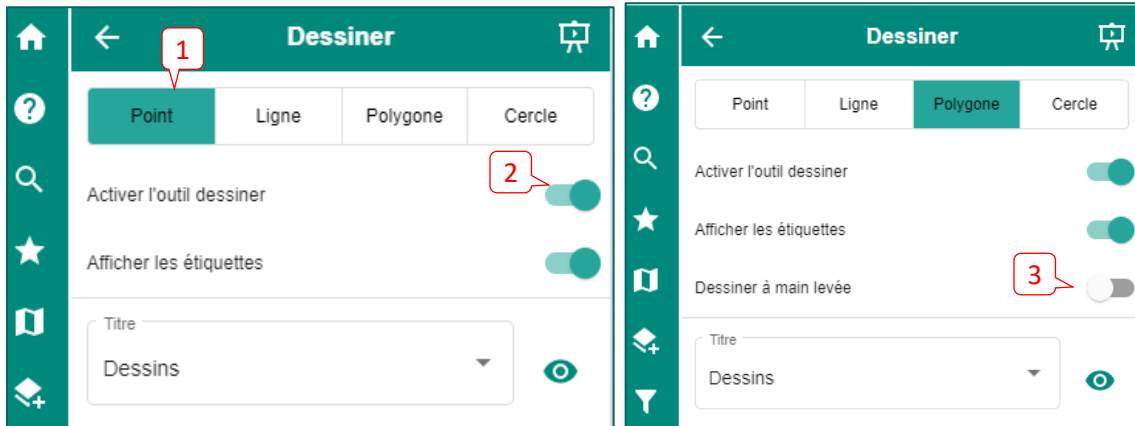 Dessiner
1
Point Ligne Polygone Cercle
2
Activer l'outil dessiner
Afficher les étiquettes
Titre
Dessins
Dessiner
Point Ligne Polygone Cercle
Activer l'outil dessiner
Afficher les étiquettes
3
Dessiner à main levée
Titre
Dessins